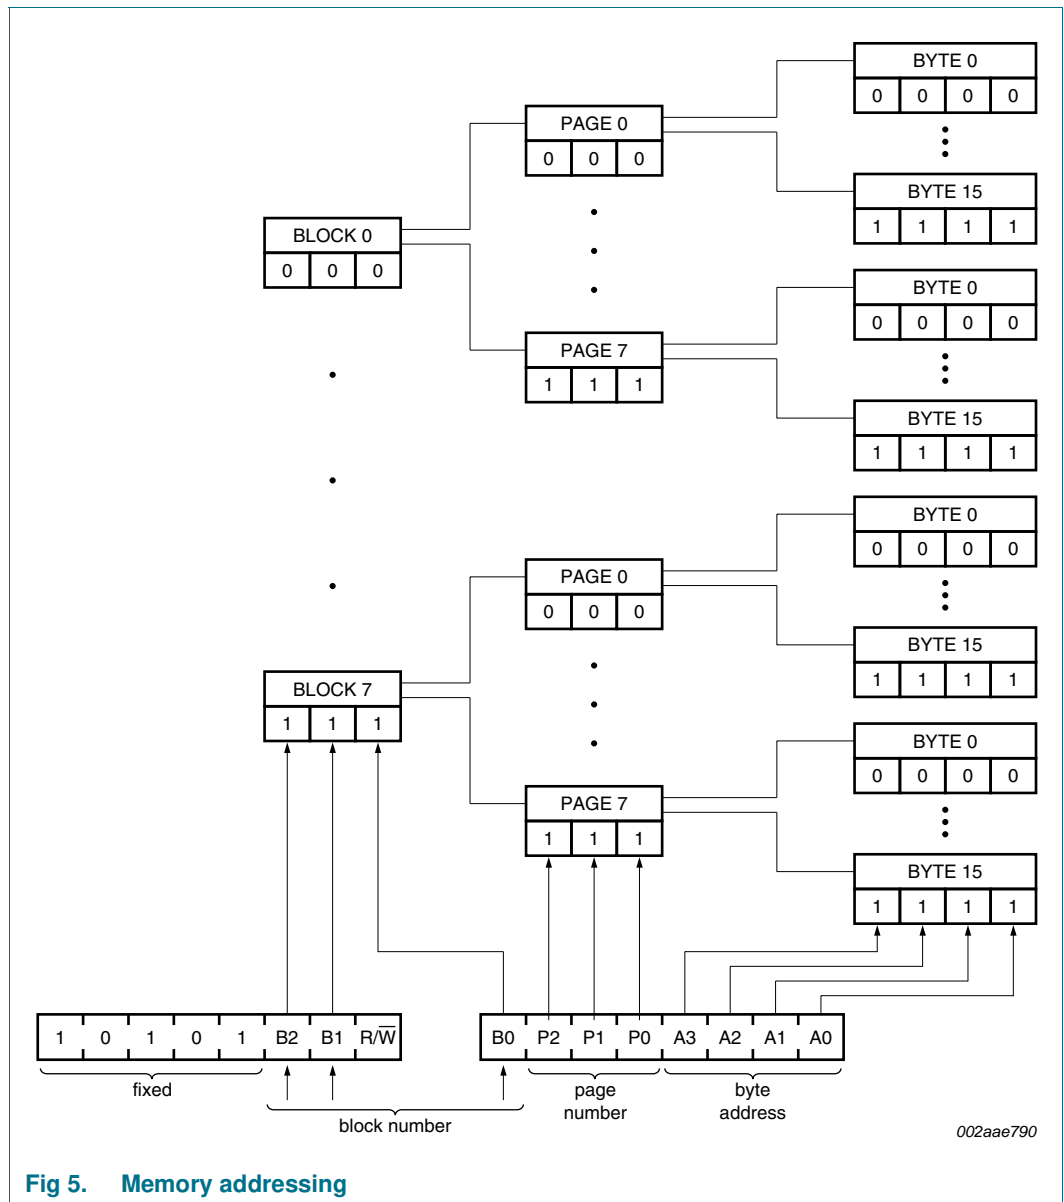 BYTE 0
0 0 0 0
PAGE 0
0 0 0
BYTE 15
1 1 1 1
BLOCK 0
0 0 0
BYTE 0
0 0 0 0
PAGE 7
1 1 1
BYTE 15
1 1 1 1
BYTE 0
0 0 0 0
PAGE 0
0 0 0
BYTE 15
1 1 1 1
BLOCK 7
1 1 1
BYTE 0
0 0 0 0
PAGE 7
1 1 1
BYTE 15
1 1 1 1
1 0 1 0 1 B2 B1 R/W̅
B0 P2 P1 P0 A3 A2 A1 A0
fixed
block number
page
number
byte
address
002aae790
Fig 5. Memory addressing